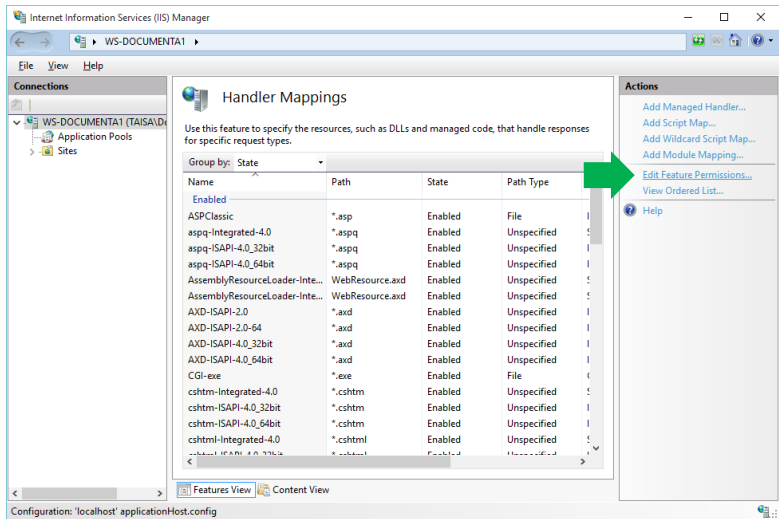 Internet Information Services (IIS) Manager
WS-DOCUMENTA1
File View Help
Connections
WS-DOCUMENTA1 (TAISA\De
Application Pools
Sites
Handler Mappings
Use this feature to specify the resources, such as DLLs and managed code, that handle responses
for specific request types.
Group by: State
Name Path State Path Type
Enabled
ASPClassic *.asp Enabled File
aspq-Integrated-4.0 *.aspq Enabled Unspecified
aspq-ISAPI-4.0_32bit *.aspq Enabled Unspecified
aspq-ISAPI-4.0_64bit *.aspq Enabled Unspecified
AssemblyResourceLoader-Inte... WebResource.axd Enabled Unspecified
AssemblyResourceLoader-Inte... WebResource.axd Enabled Unspecified
AXD-ISAPI-2.0 *.axd Enabled Unspecified
AXD-ISAPI-2.0-64 *.axd Enabled Unspecified
AXD-ISAPI-4.0_32bit *.axd Enabled Unspecified
AXD-ISAPI-4.0_64bit *.axd Enabled Unspecified
CGI-exe *.exe Enabled File
cshtm-Integrated-4.0 *.cshtm Enabled Unspecified
cshtm-ISAPI-4.0_32bit *.cshtm Enabled Unspecified
cshtm-ISAPI-4.0_64bit *.cshtm Enabled Unspecified
cshtml-Integrated-4.0 *.cshtml Enabled Unspecified
Features View Content View
Actions
Add Managed Handler...
Add Script Map...
Add Wildcard Script Map...
Add Module Mapping...
Edit Feature Permissions...
View Ordered List...
Help
Configuration: 'localhost' applicationHost.config